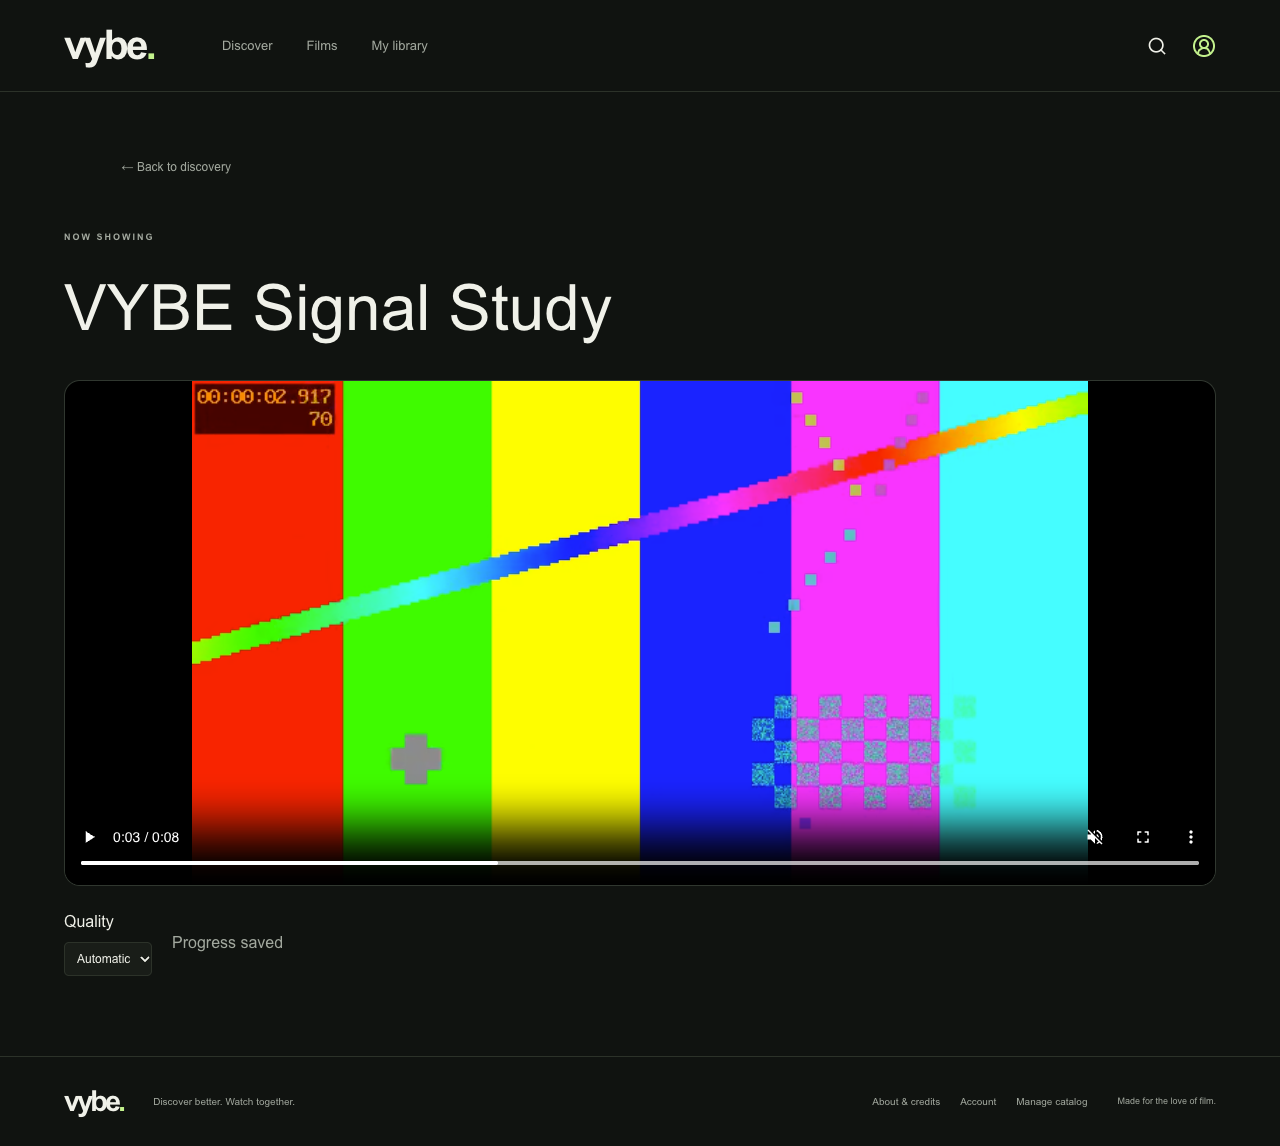 vybe.
Discover
Films
My library
← Back to discovery
NOW SHOWING
VYBE Signal Study
00:00:02.917
70
0:03 / 0:08
Quality
Automatic
Progress saved
vybe.
Discover better. Watch together.
About & credits
Account
Manage catalog
Made for the love of film.